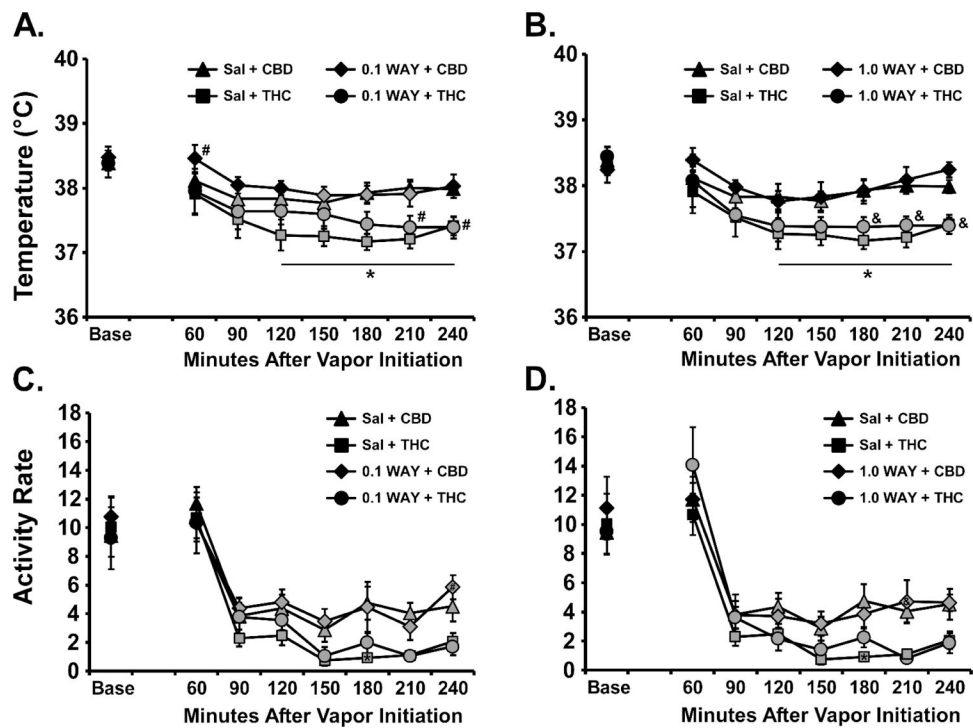 A.
B.
Temperature (°C)
40
39
38
37
36
Sal + CBD
0.1 WAY + CBD
Sal + THC
0.1 WAY + THC
#
#
#
*
Base
60
90
120
150
180
210
240
Minutes After Vapor Initiation
40
39
38
37
36
Sal + CBD
1.0 WAY + CBD
Sal + THC
1.0 WAY + THC
&
&
&
*
Base
60
90
120
150
180
210
240
Minutes After Vapor Initiation
C.
D.
Activity Rate
18
16
14
12
10
8
6
4
2
0
Sal + CBD
Sal + THC
0.1 WAY + CBD
0.1 WAY + THC
#
*
Base
60
90
120
150
180
210
240
Minutes After Vapor Initiation
18
16
14
12
10
8
6
4
2
0
Sal + CBD
Sal + THC
1.0 WAY + CBD
1.0 WAY + THC
&
*
Base
60
90
120
150
180
210
240
Minutes After Vapor Initiation